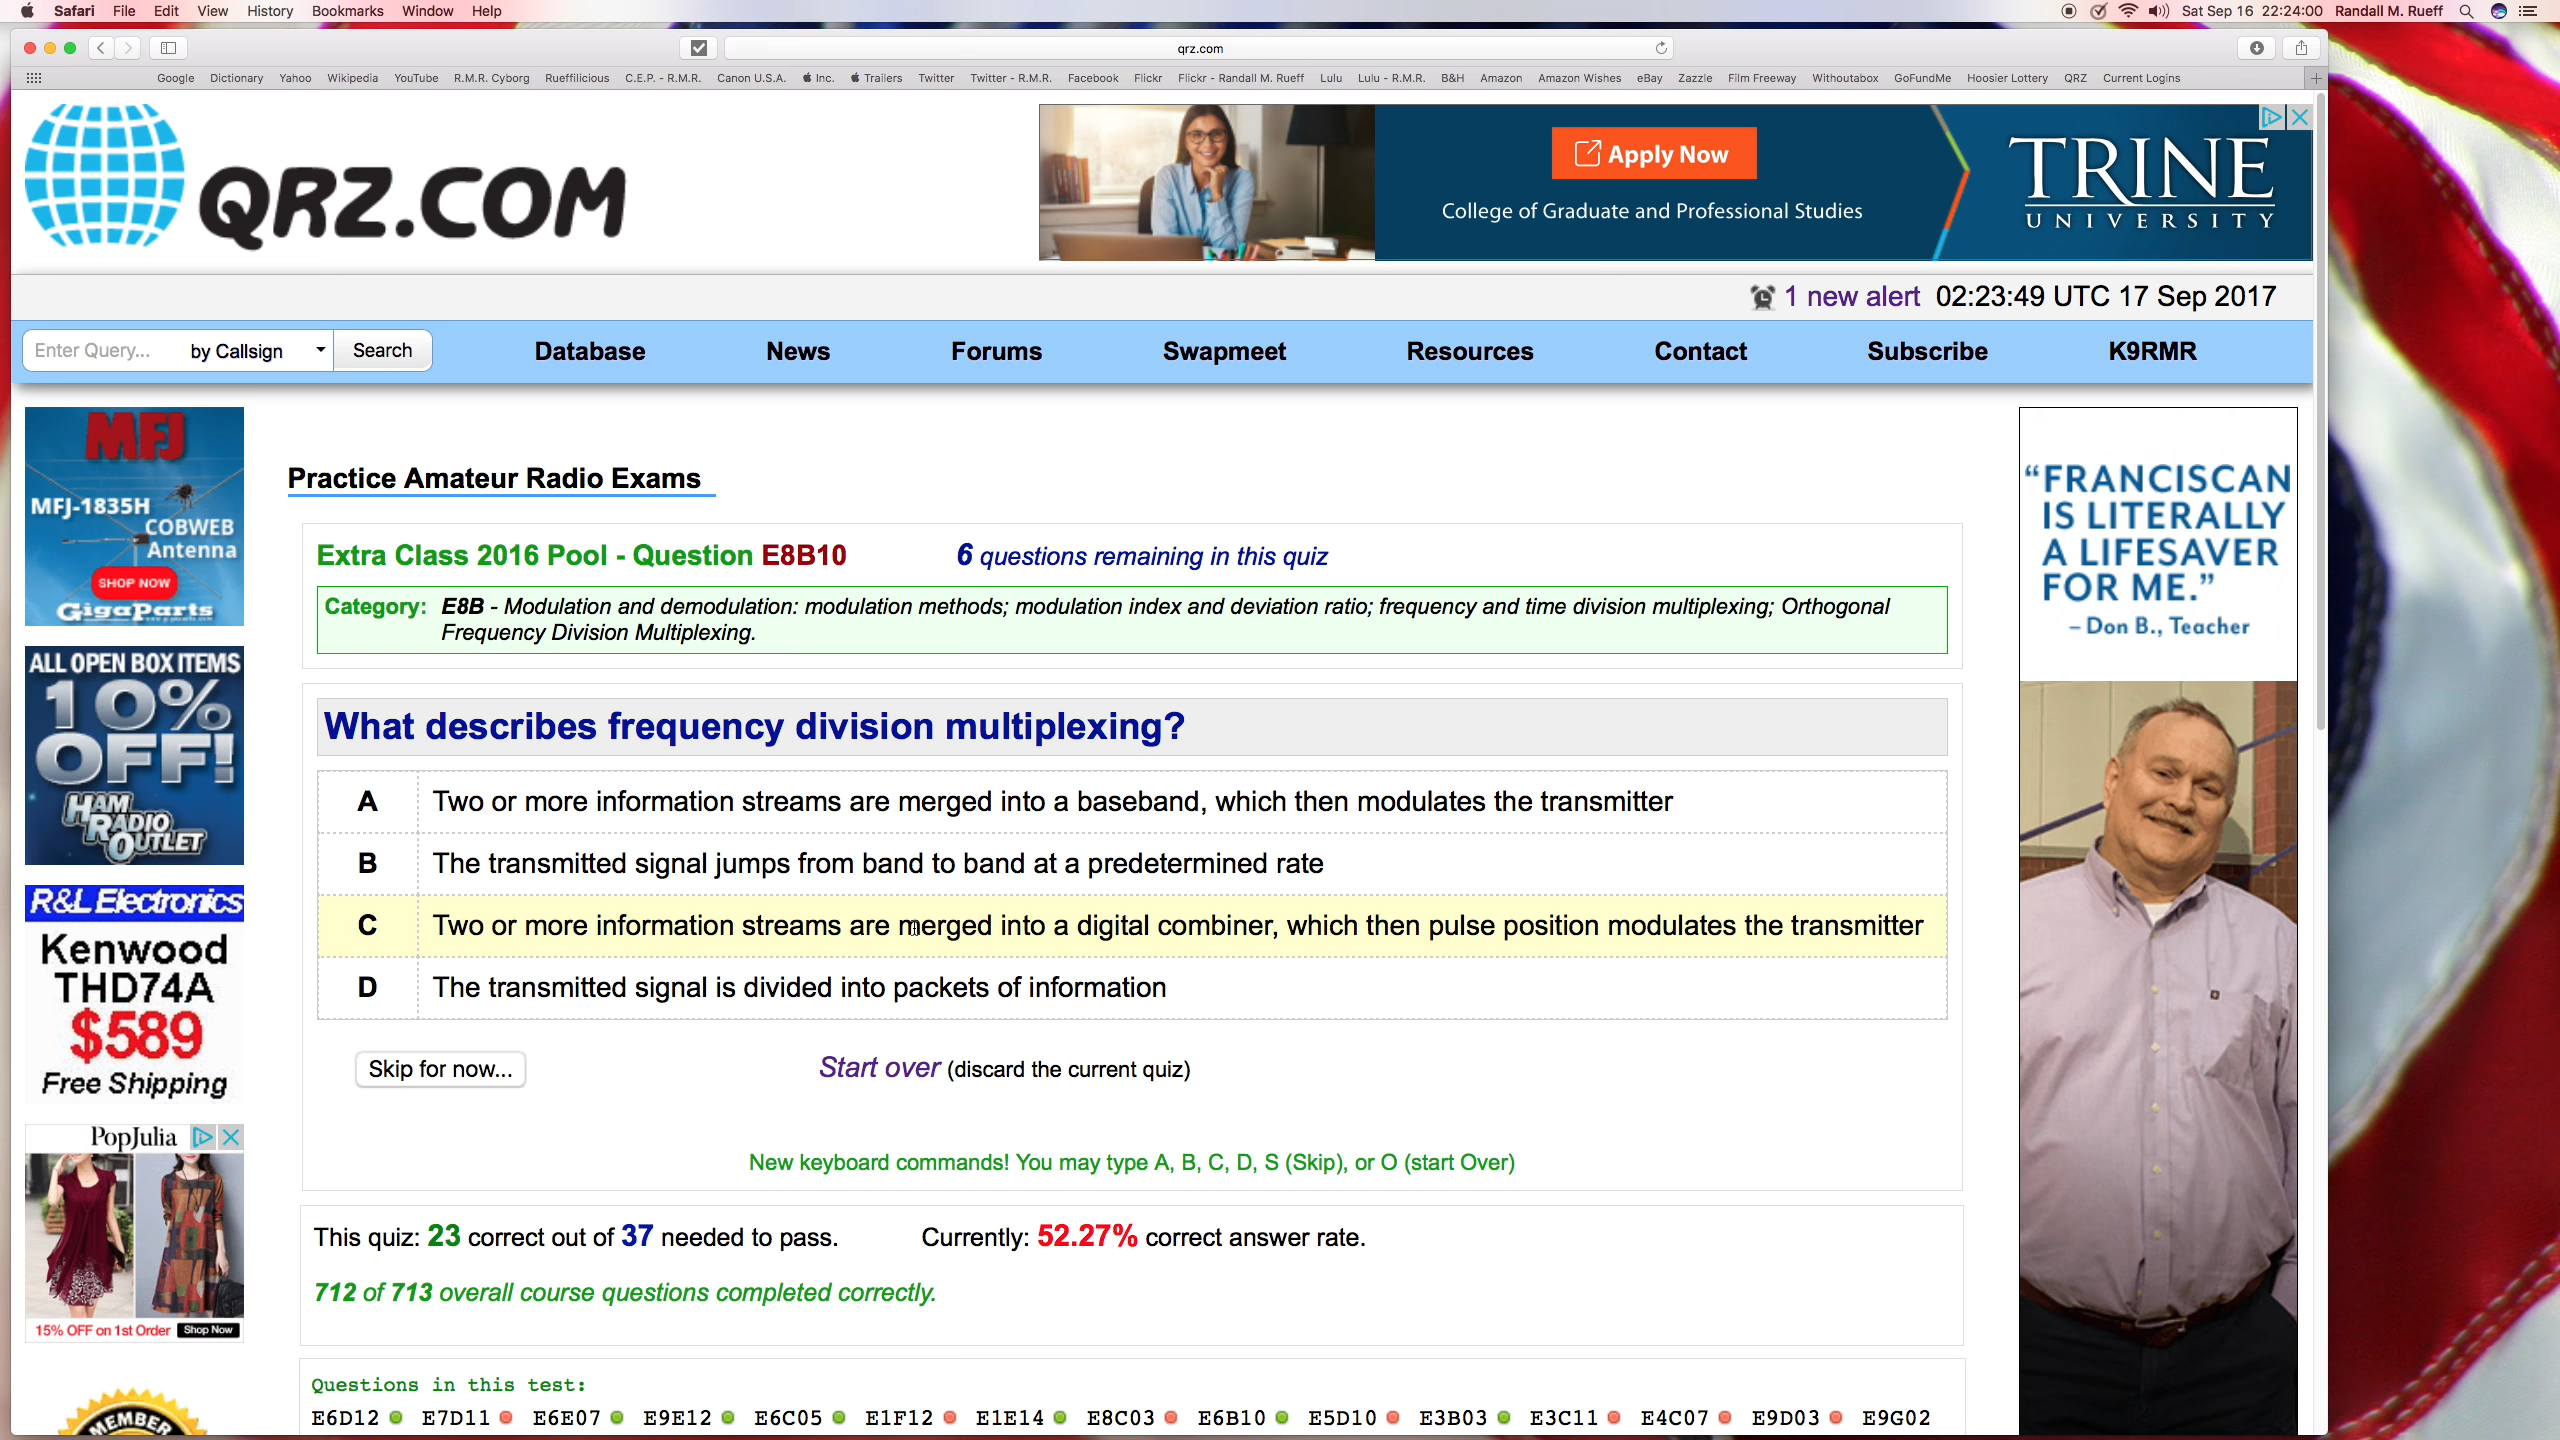 Safari File Edit View History Bookmarks Window Help
Sat Sep 16 22:24:00 Randall M. Rueff
qrz.com
Google Dictionary Yahoo Wikipedia YouTube R.M.R. Cyborg Rueffilicious C.E.P. - R.M.R. Canon U.S.A. Inc. Trailers Twitter Twitter - R.M.R. Facebook Flickr Flickr - Randall M. Rueff Lulu Lulu - R.M.R. B&H Amazon Amazon Wishes eBay Zazzle Film Freeway Withoutabox GoFundMe Hoosier Lottery QRZ Current Logins
QRZ.COM
Apply Now
College of Graduate and Professional Studies
TRINE
UNIVERSITY
1 new alert 02:23:49 UTC 17 Sep 2017
Enter Query... by Callsign Search Database News Forums Swapmeet Resources Contact Subscribe K9RMR
MFJ
MFJ-1835H
COBWEB
Antenna
SHOP NOW
GigaParts
ALL OPEN BOX ITEMS
10%
OFF!
HAM
RADIO
OUTLET
R&L Electronics
Kenwood
THD74A
$589
Free Shipping
PopJulia
15% OFF on 1st Order Shop Now
MEMBER
Practice Amateur Radio Exams
Extra Class 2016 Pool - Question E8B10 6 questions remaining in this quiz
Category: E8B - Modulation and demodulation: modulation methods; modulation index and deviation ratio; frequency and time division multiplexing; Orthogonal
Frequency Division Multiplexing.
What describes frequency division multiplexing?
A Two or more information streams are merged into a baseband, which then modulates the transmitter
B The transmitted signal jumps from band to band at a predetermined rate
C Two or more information streams are merged into a digital combiner, which then pulse position modulates the transmitter
D The transmitted signal is divided into packets of information
Skip for now... Start over (discard the current quiz)
New keyboard commands! You may type A, B, C, D, S (Skip), or O (start Over)
This quiz: 23 correct out of 37 needed to pass. Currently: 52.27% correct answer rate.
712 of 713 overall course questions completed correctly.
Questions in this test:
E6D12 E7D11 E6E07 E9E12 E6C05 E1F12 E1E14 E8C03 E6B10 E5D10 E3B03 E3C11 E4C07 E9D03 E9G02
“FRANCISCAN
IS LITERALLY
A LIFESAVER
FOR ME.”
– Don B., Teacher